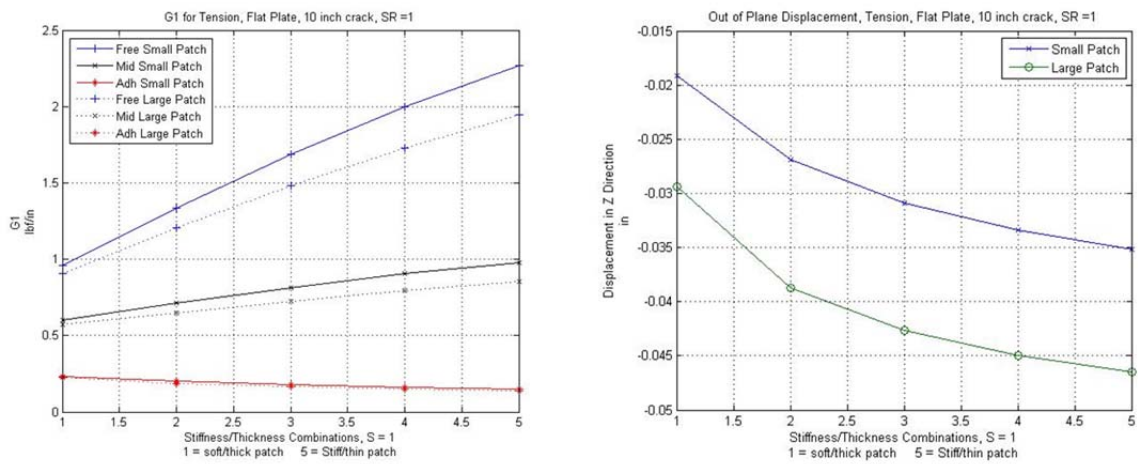 G1 for Tension, Flat Plate, 10 inch crack, SR =1
2.5
2
1.5
1
0.5
0
G1
lbf/in
Free Small Patch
Mid Small Patch
Adh Small Patch
Free Large Patch
Mid Large Patch
Adh Large Patch
1 1.5 2 2.5 3 3.5 4 4.5 5
Stiffness/Thickness Combinations, S = 1
1 = soft/thick patch 5 = Stiff/thin patch
Out of Plane Displacement, Tension, Flat Plate, 10 inch crack, SR =1
-0.015
-0.02
-0.025
-0.03
-0.035
-0.04
-0.045
-0.05
Displacement in Z Direction
in
Small Patch
Large Patch
1 1.5 2 2.5 3 3.5 4 4.5 5
Stiffness/Thickness Combinations, S = 1
1 = soft/thick patch 5 = Stiff/thin patch